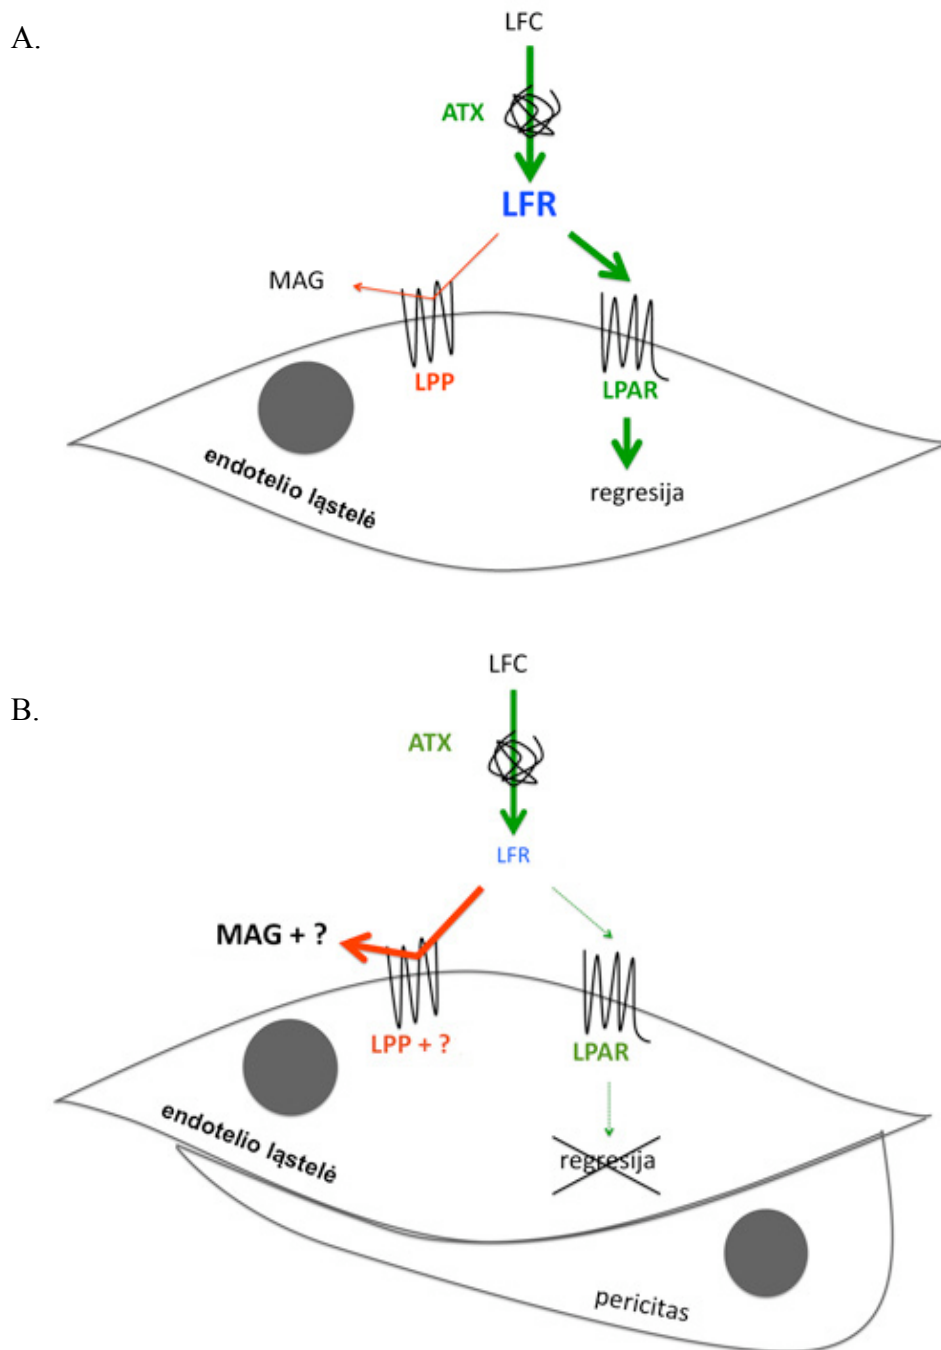 A.
LFC
ATX
LFR
MAG
LPP
LPAR
endotelio ląstelė
regresija
B.
LFC
ATX
LFR
MAG + ?
LPP + ?
LPAR
endotelio ląstelė
regresija
pericitas